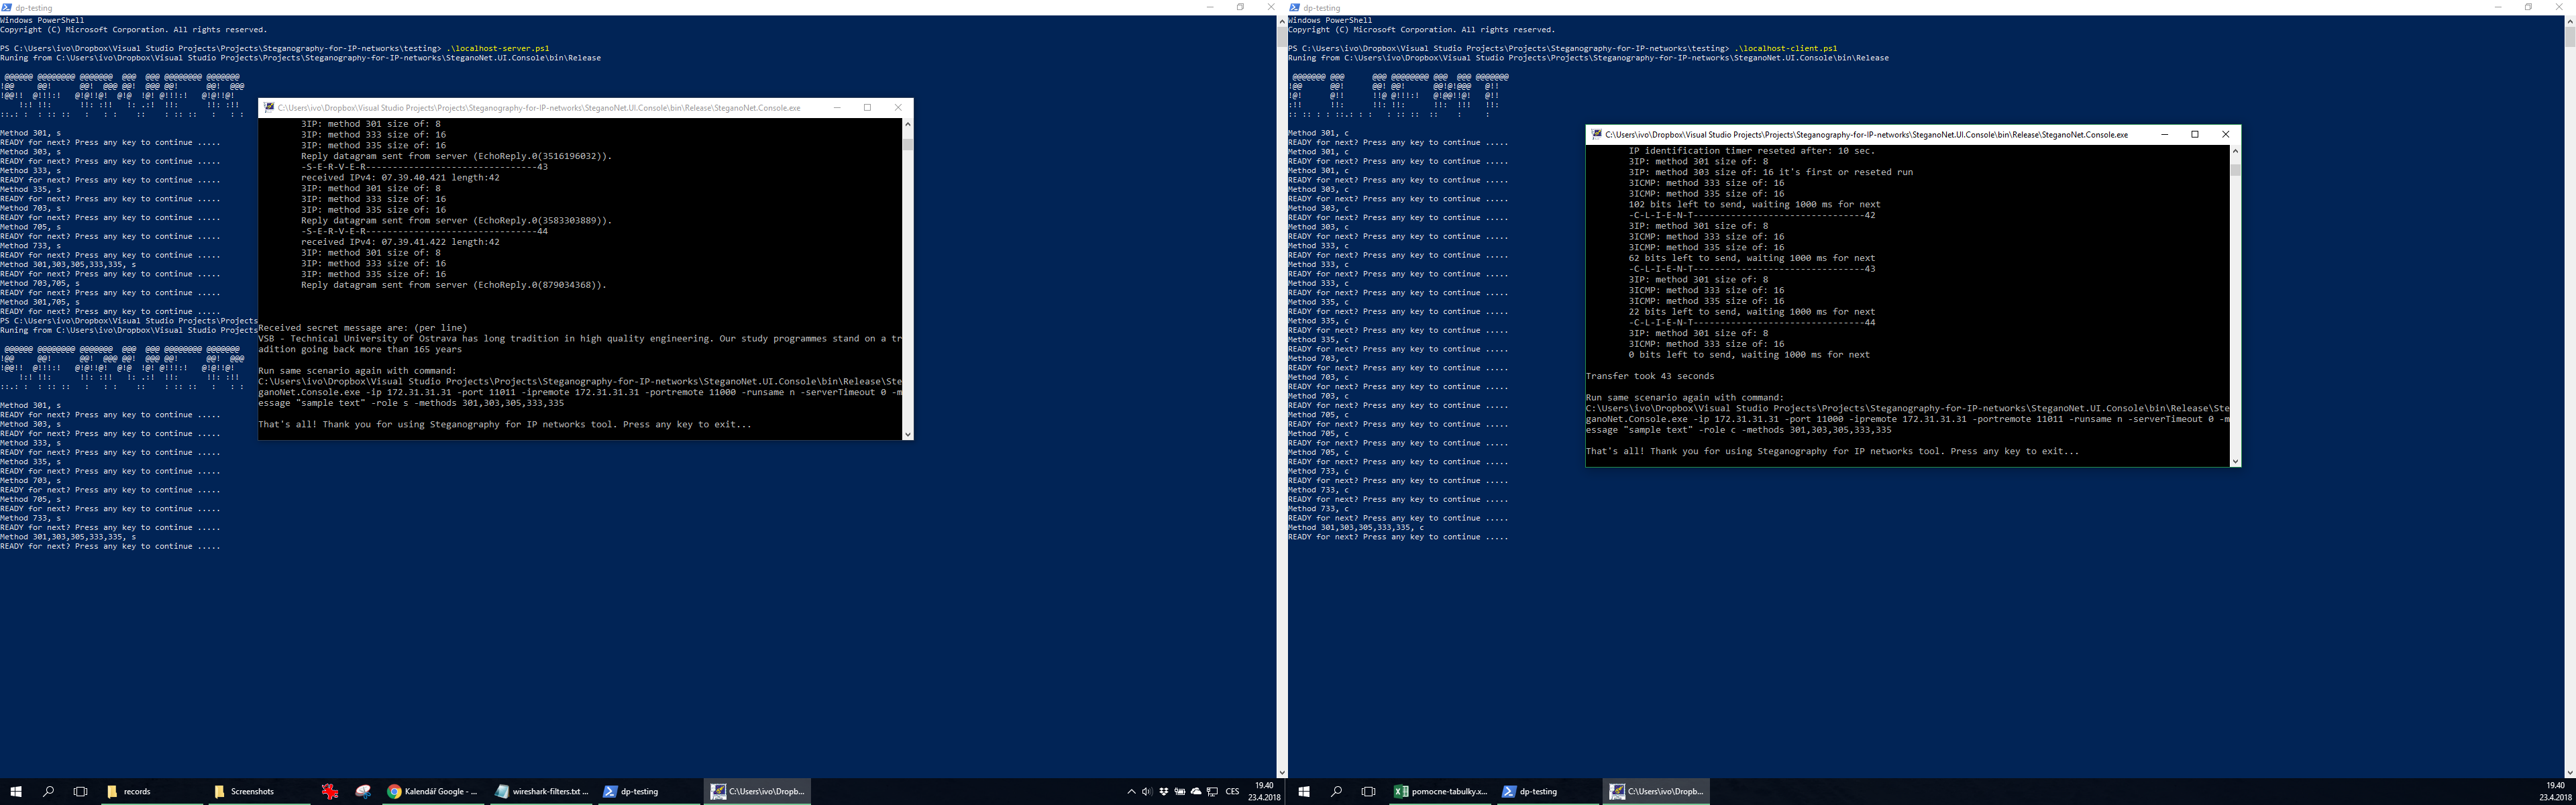 dp-testing
Windows PowerShell
Copyright (C) Microsoft Corporation. All rights reserved.
PS C:\Users\ivo\Dropbox\Visual Studio Projects\Projects\Steganography-for-IP-networks\testing> .\localhost-server.ps1
Runing from C:\Users\ivo\Dropbox\Visual Studio Projects\Projects\Steganography-for-IP-networks\SteganoNet.UI.Console\bin\Release
Method 301, s
READY for next? Press any key to continue .....
Method 303, s
READY for next? Press any key to continue .....
Method 333, s
READY for next? Press any key to continue .....
Method 335, s
READY for next? Press any key to continue .....
Method 703, s
READY for next? Press any key to continue .....
Method 705, s
READY for next? Press any key to continue .....
Method 733, s
READY for next? Press any key to continue .....
Method 301,303,305,333,335, s
READY for next? Press any key to continue .....
Method 703,705, s
READY for next? Press any key to continue .....
Method 301,705, s
READY for next? Press any key to continue .....
PS C:\Users\ivo\Dropbox\Visual Studio Projects\Projects
Runing from C:\Users\ivo\Dropbox\Visual Studio Projects
Method 301, s
READY for next? Press any key to continue .....
Method 303, s
READY for next? Press any key to continue .....
Method 333, s
READY for next? Press any key to continue .....
Method 335, s
READY for next? Press any key to continue .....
Method 703, s
READY for next? Press any key to continue .....
Method 705, s
READY for next? Press any key to continue .....
Method 733, s
READY for next? Press any key to continue .....
Method 301,303,305,333,335, s
READY for next? Press any key to continue .....
C:\Users\ivo\Dropbox\Visual Studio Projects\Projects\Steganography-for-IP-networks\SteganoNet.UI.Console\bin\Release\SteganoNet.Console.exe
3IP: method 301 size of: 8
3IP: method 333 size of: 16
3IP: method 335 size of: 16
Reply datagram sent from server (EchoReply.0(3516196032)).
-S-E-R-V-E-R--------------------------------43
received IPv4: 07.39.40.421 length:42
3IP: method 301 size of: 8
3IP: method 333 size of: 16
3IP: method 335 size of: 16
Reply datagram sent from server (EchoReply.0(3583303889)).
-S-E-R-V-E-R--------------------------------44
received IPv4: 07.39.41.422 length:42
3IP: method 301 size of: 8
3IP: method 333 size of: 16
3IP: method 335 size of: 16
Reply datagram sent from server (EchoReply.0(879034368)).
Received secret message are: (per line)
VSB - Technical University of Ostrava has long tradition in high quality engineering. Our study programmes stand on a tr
adition going back more than 165 years
Run same scenario again with command:
C:\Users\ivo\Dropbox\Visual Studio Projects\Projects\Steganography-for-IP-networks\SteganoNet.UI.Console\bin\Release\Ste
ganoNet.Console.exe -ip 172.31.31.31 -port 11011 -ipremote 172.31.31.31 -portremote 11000 -runsame n -serverTimeout 0 -m
essage "sample text" -role s -methods 301,303,305,333,335
That's all! Thank you for using Steganography for IP networks tool. Press any key to exit...
dp-testing
Windows PowerShell
Copyright (C) Microsoft Corporation. All rights reserved.
PS C:\Users\ivo\Dropbox\Visual Studio Projects\Projects\Steganography-for-IP-networks\testing> .\localhost-client.ps1
Runing from C:\Users\ivo\Dropbox\Visual Studio Projects\Projects\Steganography-for-IP-networks\SteganoNet.UI.Console\bin\Release
Method 301, c
READY for next? Press any key to continue .....
Method 301, c
READY for next? Press any key to continue .....
Method 301, c
READY for next? Press any key to continue .....
Method 303, c
READY for next? Press any key to continue .....
Method 303, c
READY for next? Press any key to continue .....
Method 303, c
READY for next? Press any key to continue .....
Method 333, c
READY for next? Press any key to continue .....
Method 333, c
READY for next? Press any key to continue .....
Method 333, c
READY for next? Press any key to continue .....
Method 335, c
READY for next? Press any key to continue .....
Method 335, c
READY for next? Press any key to continue .....
Method 335, c
READY for next? Press any key to continue .....
Method 703, c
READY for next? Press any key to continue .....
Method 703, c
READY for next? Press any key to continue .....
Method 703, c
READY for next? Press any key to continue .....
Method 705, c
READY for next? Press any key to continue .....
Method 705, c
READY for next? Press any key to continue .....
Method 705, c
READY for next? Press any key to continue .....
Method 733, c
READY for next? Press any key to continue .....
Method 733, c
READY for next? Press any key to continue .....
Method 733, c
READY for next? Press any key to continue .....
Method 301,303,305,333,335, c
READY for next? Press any key to continue .....
C:\Users\ivo\Dropbox\Visual Studio Projects\Projects\Steganography-for-IP-networks\SteganoNet.UI.Console\bin\Release\SteganoNet.Console.exe
IP identification timer reseted after: 10 sec.
3IP: method 301 size of: 8
3IP: method 303 size of: 16 it's first or reseted run
3ICMP: method 333 size of: 16
3ICMP: method 335 size of: 16
102 bits left to send, waiting 1000 ms for next
-C-L-I-E-N-T--------------------------------42
3IP: method 301 size of: 8
3ICMP: method 333 size of: 16
3ICMP: method 335 size of: 16
62 bits left to send, waiting 1000 ms for next
-C-L-I-E-N-T--------------------------------43
3IP: method 301 size of: 8
3ICMP: method 333 size of: 16
3ICMP: method 335 size of: 16
22 bits left to send, waiting 1000 ms for next
-C-L-I-E-N-T--------------------------------44
3IP: method 301 size of: 8
3ICMP: method 333 size of: 16
0 bits left to send, waiting 1000 ms for next
Transfer took 43 seconds
Run same scenario again with command:
C:\Users\ivo\Dropbox\Visual Studio Projects\Projects\Steganography-for-IP-networks\SteganoNet.UI.Console\bin\Release\Ste
ganoNet.Console.exe -ip 172.31.31.31 -port 11000 -ipremote 172.31.31.31 -portremote 11011 -runsame n -serverTimeout 0 -m
essage "sample text" -role c -methods 301,303,305,333,335
That's all! Thank you for using Steganography for IP networks tool. Press any key to exit...
records
Screenshots
Kalendář Google - ...
wireshark-filters.txt ...
dp-testing
C:\Users\ivo\Dropb...
CES
19.40
23.4.2018
pomocne-tabulky.x...
dp-testing
C:\Users\ivo\Dropb...
19.40
23.4.2018